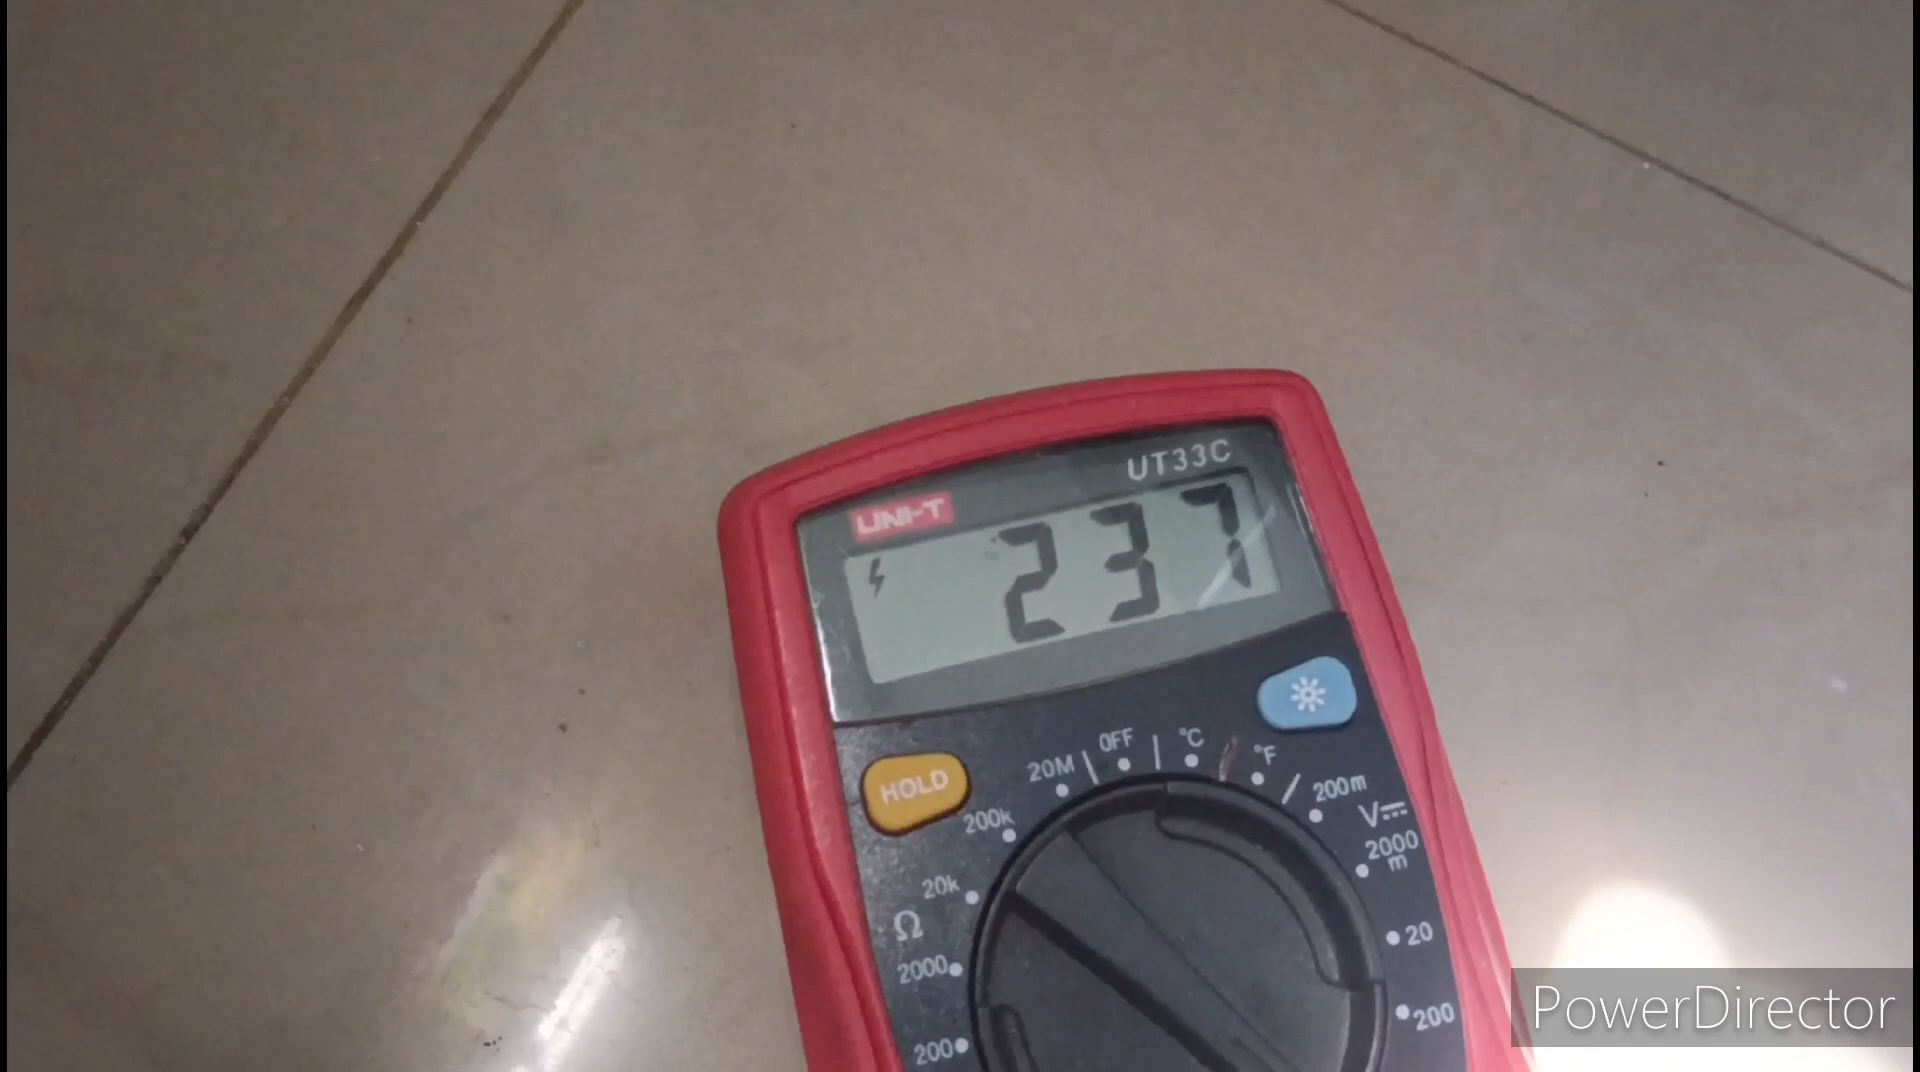 UT33C
UNI-T
237
HOLD
20M
OFF
°C
°F
200m
V
200k
2000
m
20k
20
Ω
2000
200
200
PowerDirector